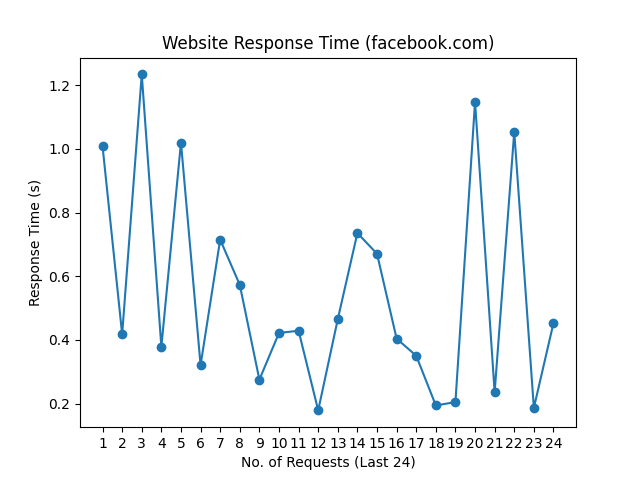 Website Response Time (facebook.com)
Response Time (s)
1.2
1.0
0.8
0.6
0.4
0.2
1 2 3 4 5 6 7 8 9 10 11 12 13 14 15 16 17 18 19 20 21 22 23 24
No. of Requests (Last 24)